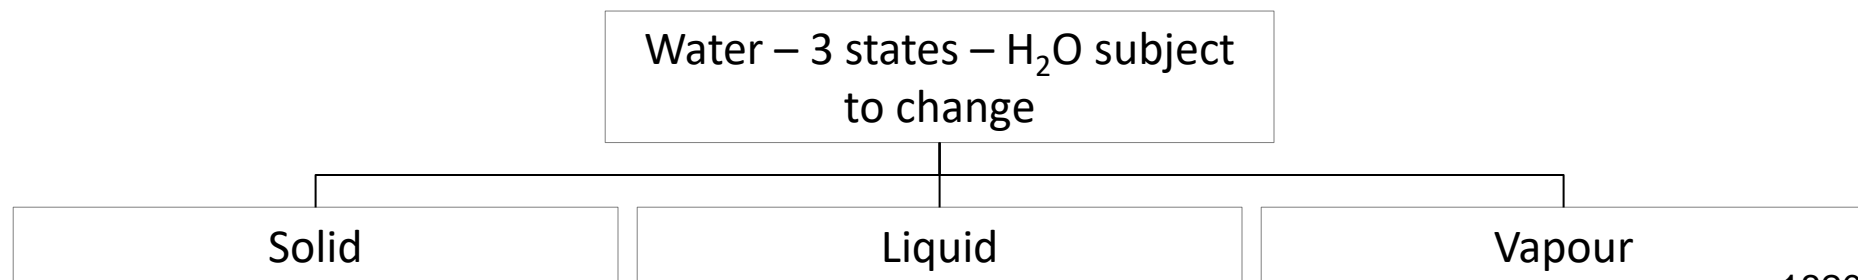 Water – 3 states – H₂O subject
to change
Solid
Liquid
Vapour